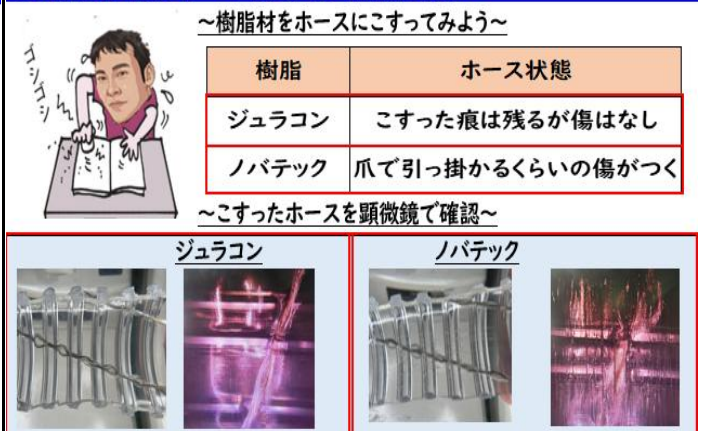 ～樹脂材をホースにこすってみよう～
ゴシゴシ
樹脂 ホース状態
ジュラコン こすった痕は残るが傷はなし
ノバテック 爪で引っ掛かるくらいの傷がつく
～こすったホースを顕微鏡で確認～
ジュラコン ノバテック